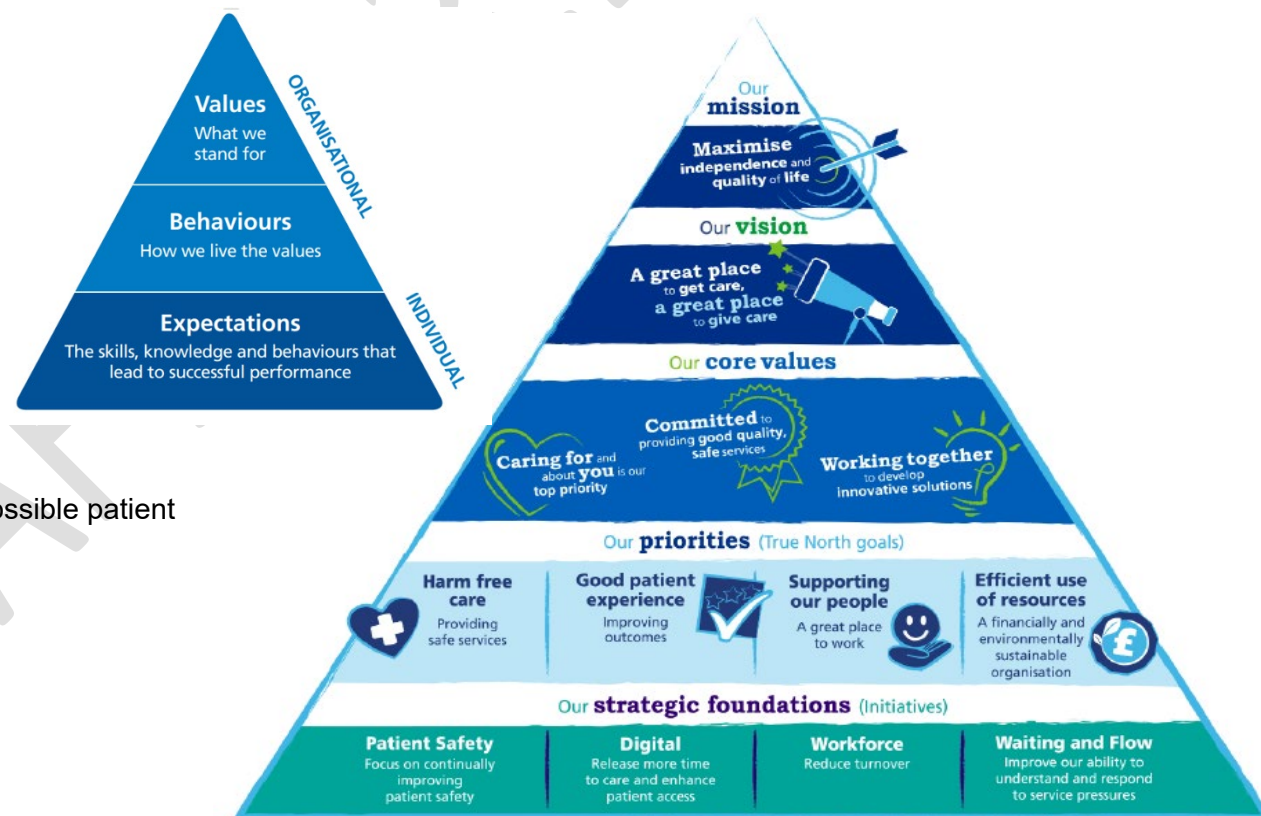 Values
What we
stand for
Behaviours
How we live the values
Expectations
The skills, knowledge and behaviours that
lead to successful performance
ORGANISATIONAL
INDIVIDUAL
possible patient
Our
mission
Maximise
independence and
quality of life
Our vision
A great place
to get care,
a great place
to give care
Our core values
Caring for and
about you is our
top priority
Committed to
providing good quality,
safe services
Working together
to develop
innovative solutions
Our priorities (True North goals)
Harm free
care
Providing
safe services
Good patient
experience
Improving
outcomes
Supporting
our people
A great place
to work
Efficient use
of resources
A financially and
environmentally
sustainable
organisation
£
Our strategic foundations (Initiatives)
Patient Safety
Focus on continually
improving
patient safety
Digital
Release more time
to care and enhance
patient access
Workforce
Reduce turnover
Waiting and Flow
Improve our ability to
understand and respond
to service pressures